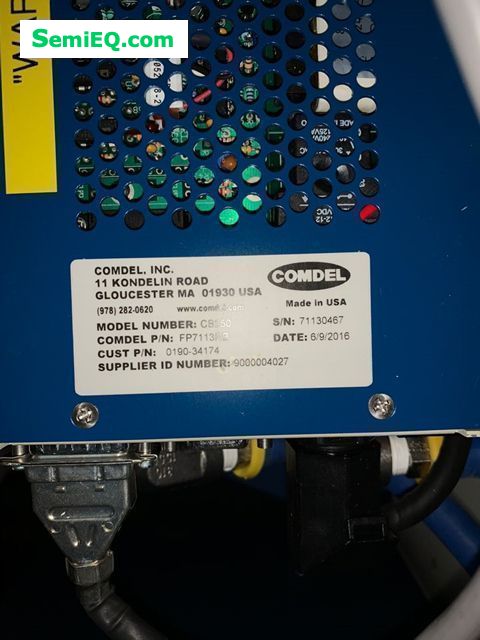 SemiEQ.com
"WAR
COMDEL, INC.
11 KONDELIN ROAD
GLOUCESTER MA 01930 USA
(978) 282-0620
COMDEL
Made in USA
MODEL NUMBER:
S/N: 71130467
COMDEL P/N:
DATE: 6/9/2016
CUST P/N: 0190-34174
SUPPLIER ID NUMBER: 9000004027